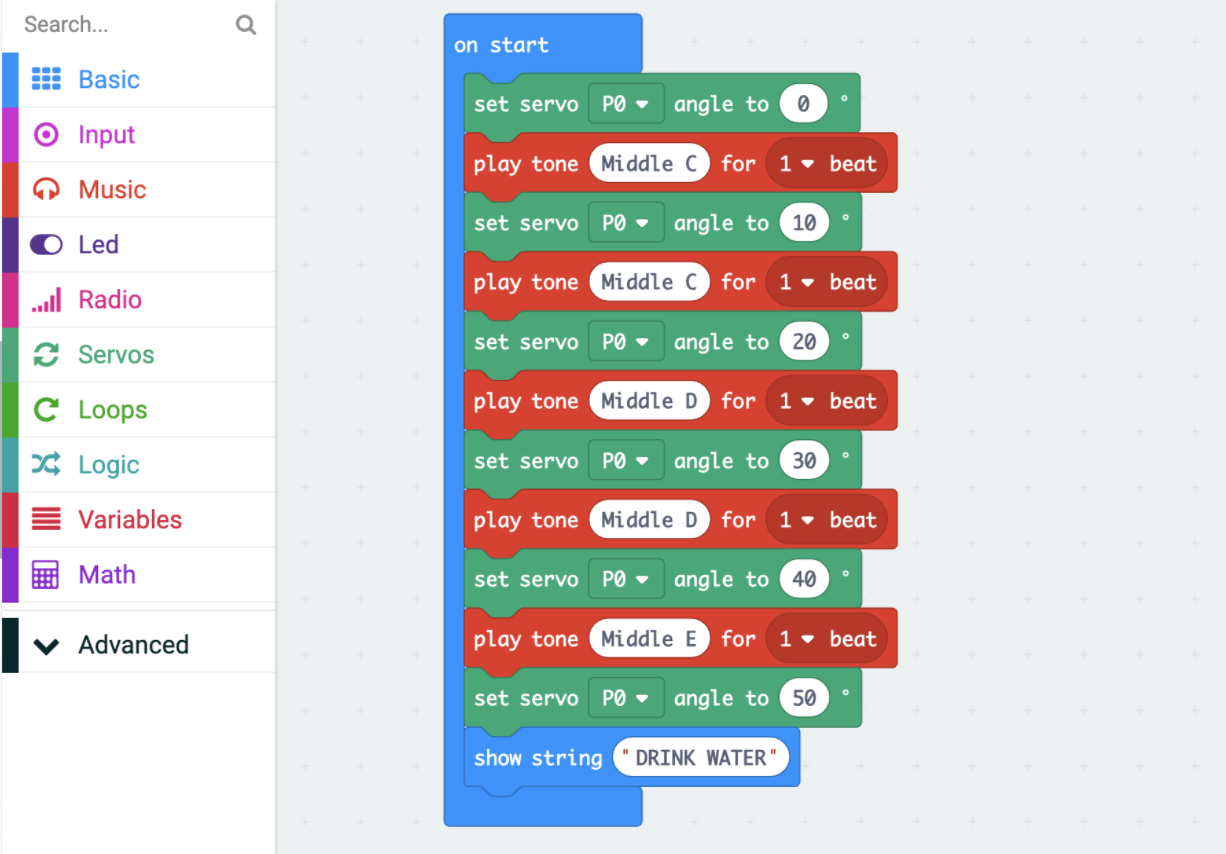 Search...
Basic
Input
Music
Led
Radio
Servos
Loops
Logic
Variables
Math
Advanced
on start
set servo P0 angle to 0 °
play tone Middle C for 1 beat
set servo P0 angle to 10 °
play tone Middle C for 1 beat
set servo P0 angle to 20 °
play tone Middle D for 1 beat
set servo P0 angle to 30 °
play tone Middle D for 1 beat
set servo P0 angle to 40 °
play tone Middle E for 1 beat
set servo P0 angle to 50 °
show string "DRINK WATER"